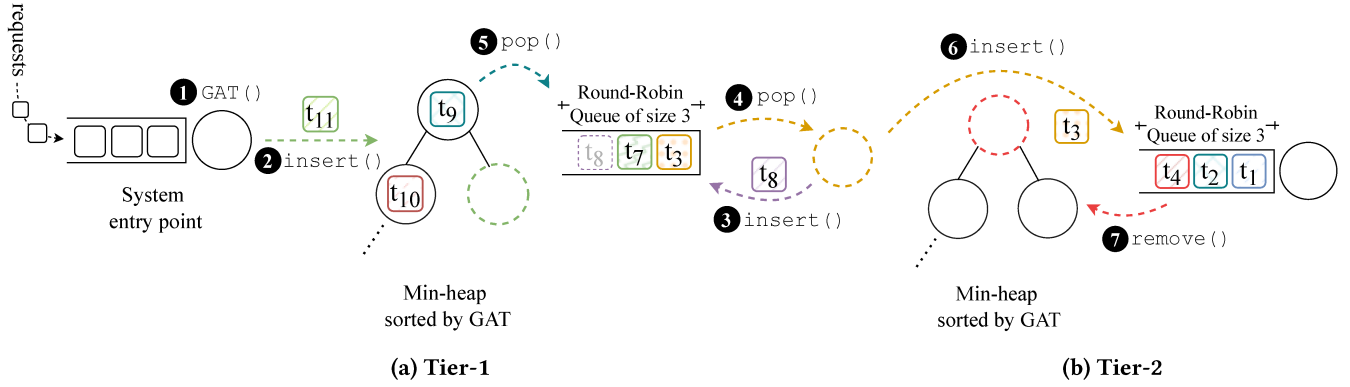 requests
1 GAT()
t11
2 insert()
System
entry point
5 pop()
t9
t10
Min-heap
sorted by GAT
Round-Robin
+ Queue of size 3 +
t8 t7 t3
4 pop()
t8
3 insert()
(a) Tier-1
6 insert()
t3
Round-Robin
+ Queue of size 3 +
t4 t2 t1
7 remove()
Min-heap
sorted by GAT
(b) Tier-2